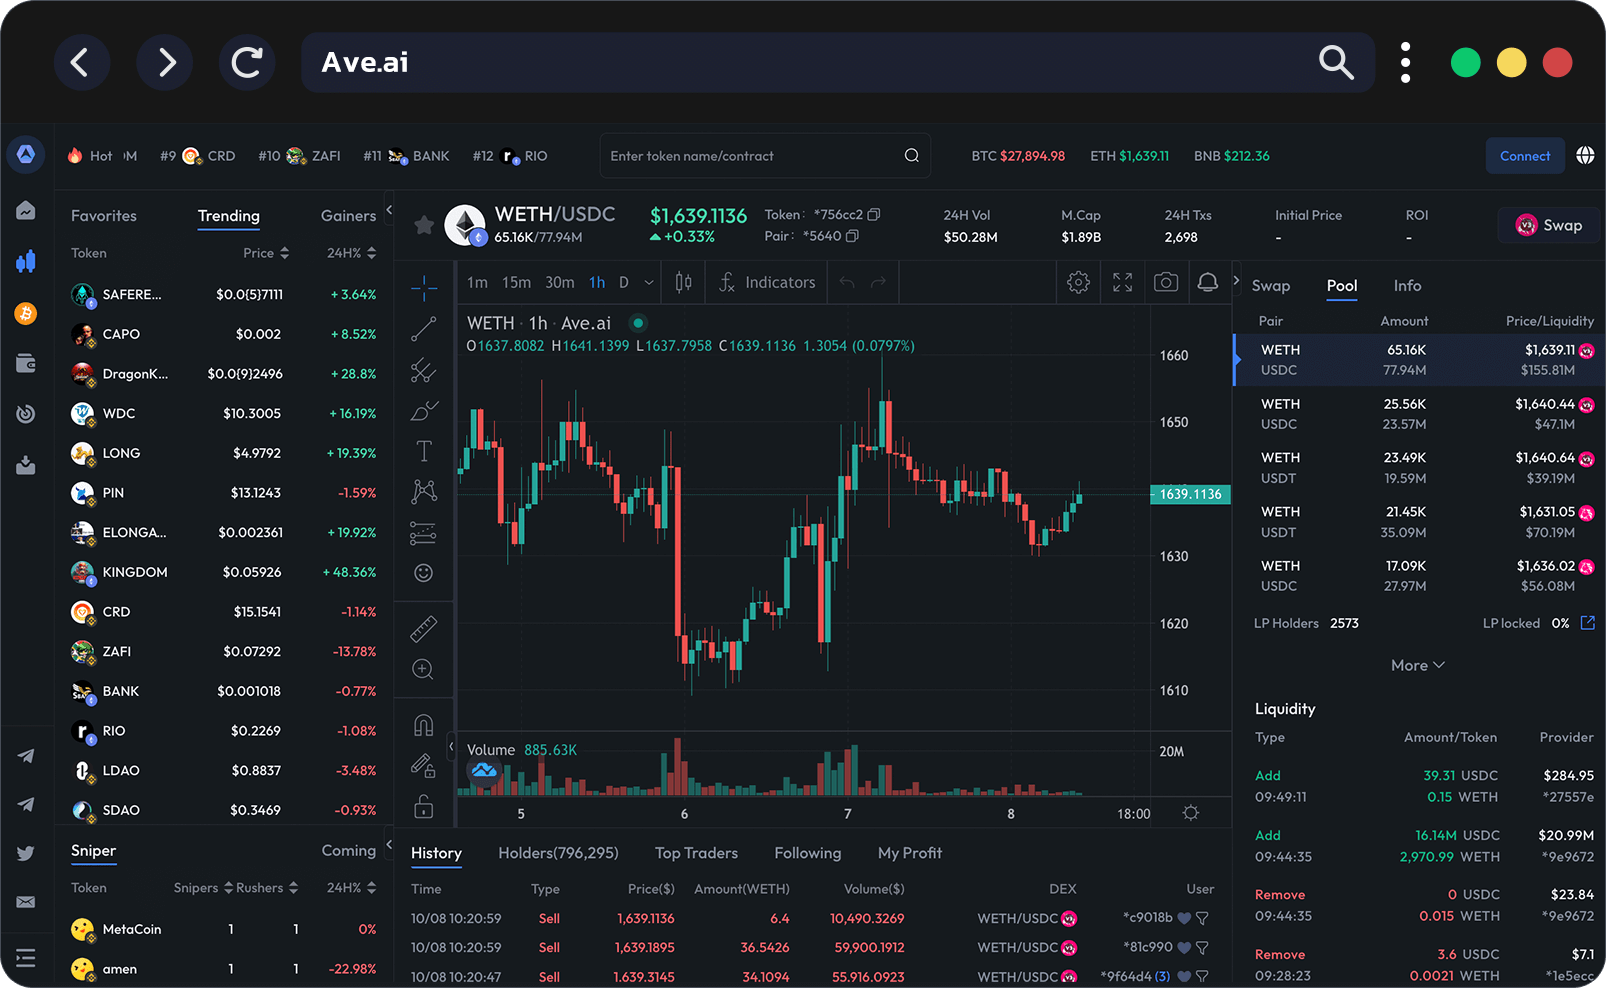 Ave.ai
Hot OM #9 CRD #10 ZAFI #11 BANK #12 RIO
Enter token name/contract
BTC $27,894.98 ETH $1,639.11 BNB $212.36
Connect
Favorites Trending Gainers
Token Price 24H%
SAFERE... $0.0{5}7111 +3.64%
CAPO $0.002 +8.52%
DragonK... $0.0{9}2496 +28.8%
WDC $10.3005 +16.19%
LONG $4.9792 +19.39%
PIN $13.1243 -1.59%
ELONGA... $0.002361 +19.92%
KINGDOM $0.05926 +48.36%
CRD $15.1541 -1.14%
ZAFI $0.07292 -13.78%
BANK $0.001018 -0.77%
RIO $0.2269 -1.08%
LDAO $0.8837 -3.48%
SDAO $0.3469 -0.93%
Sniper Coming
Token Snipers Rushers 24H%
MetaCoin 1 1 0%
amen 1 1 -22.98%
WETH/USDC
65.16K/77.94M
$1,639.1136
+0.33%
Token: *756cc2
Pair: *5640
24H Vol M.Cap 24H Txs Initial Price ROI
$50.28M $1.89B 2,698 - -
Swap
1m 15m 30m 1h D Indicators
WETH · 1h · Ave.ai
O1637.8082 H1641.1399 L1637.7958 C1639.1136 1.3054 (0.0797%)
1660
1650
1639.1136
1630
1620
1610
Volume 885.63K
20M
5 6 7 8 18:00
History Holders(796,295) Top Traders Following My Profit
Time Type Price($) Amount(WETH) Volume($) DEX User
10/08 10:20:59 Sell 1,639.1136 6.4 10,490.3269 WETH/USDC *c9018b
10/08 10:20:59 Sell 1,639.1895 36.5426 59,900.1912 WETH/USDC *81c990
10/08 10:20:47 Sell 1.639.3145 34.1094 55.916.0923 WETH/USDC *9f64d4 (3)
Swap Pool Info
Pair Amount Price/Liquidity
WETH 65.16K $1,639.11
USDC 77.94M $155.81M
WETH 25.56K $1,640.44
USDC 23.57M $47.1M
WETH 23.49K $1,640.64
USDT 19.59M $39.19M
WETH 21.45K $1,631.05
USDT 35.09M $70.19M
WETH 17.09K $1,636.02
USDC 27.97M $56.08M
LP Holders 2573 LP locked 0%
More
Liquidity
Type Amount/Token Provider
Add 39.31 USDC $284.95
09:49:11 0.15 WETH *27557e
Add 16.14M USDC $20.99M
09:44:35 2,970.99 WETH *9e9672
Remove 0 USDC $23.84
09:44:35 0.015 WETH *9e9672
Remove 3.6 USDC $7.1
09:28:23 0.0021 WETH *1e5ecc